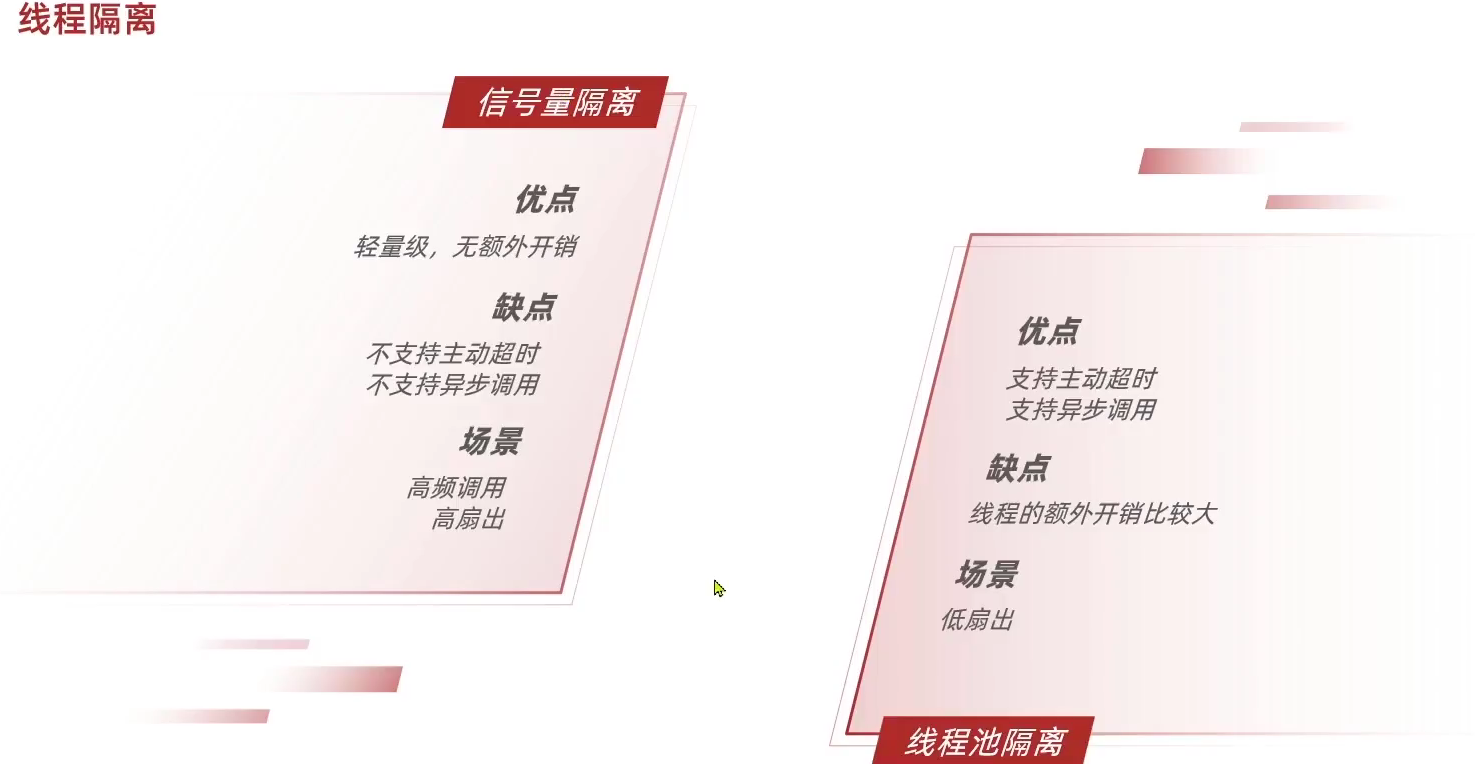 线程隔离
信号量隔离
优点
轻量级，无额外开销
缺点
不支持主动超时
不支持异步调用
场景
高频调用
高扇出
优点
支持主动超时
支持异步调用
缺点
线程的额外开销比较大
场景
低扇出
线程池隔离